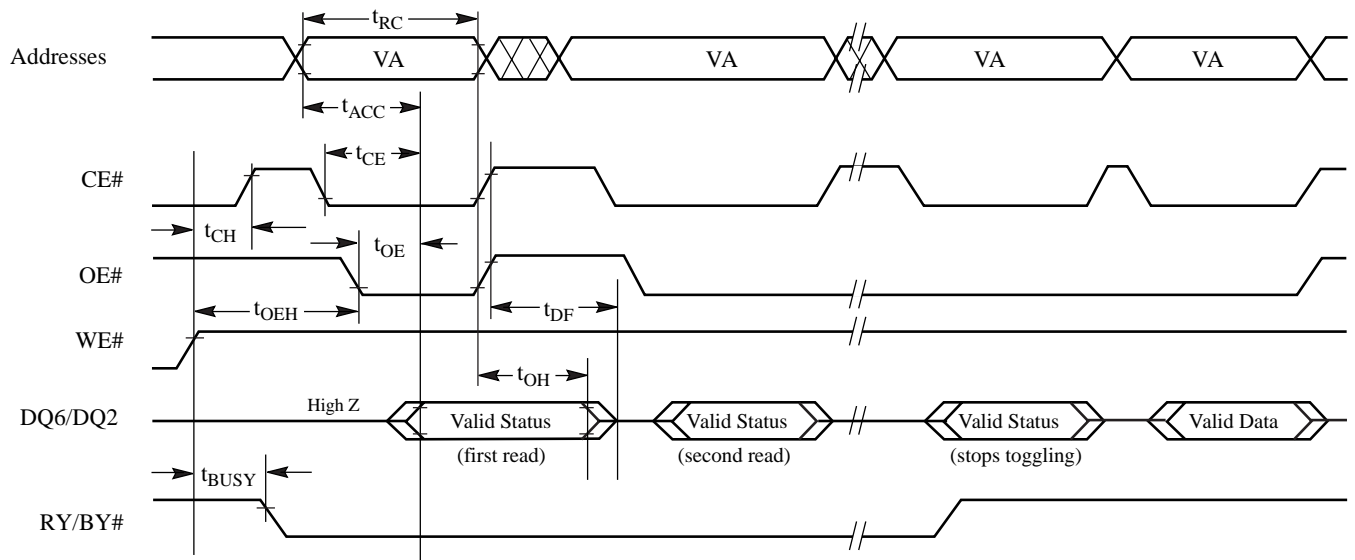 tRC
Addresses VA VA VA VA
tACC
tCE
CE#
tCH
tOE
OE#
tOEH
tDF
WE#
tOH
High Z
DQ6/DQ2 Valid Status Valid Status Valid Status Valid Data
(first read) (second read) (stops toggling)
tBUSY
RY/BY#